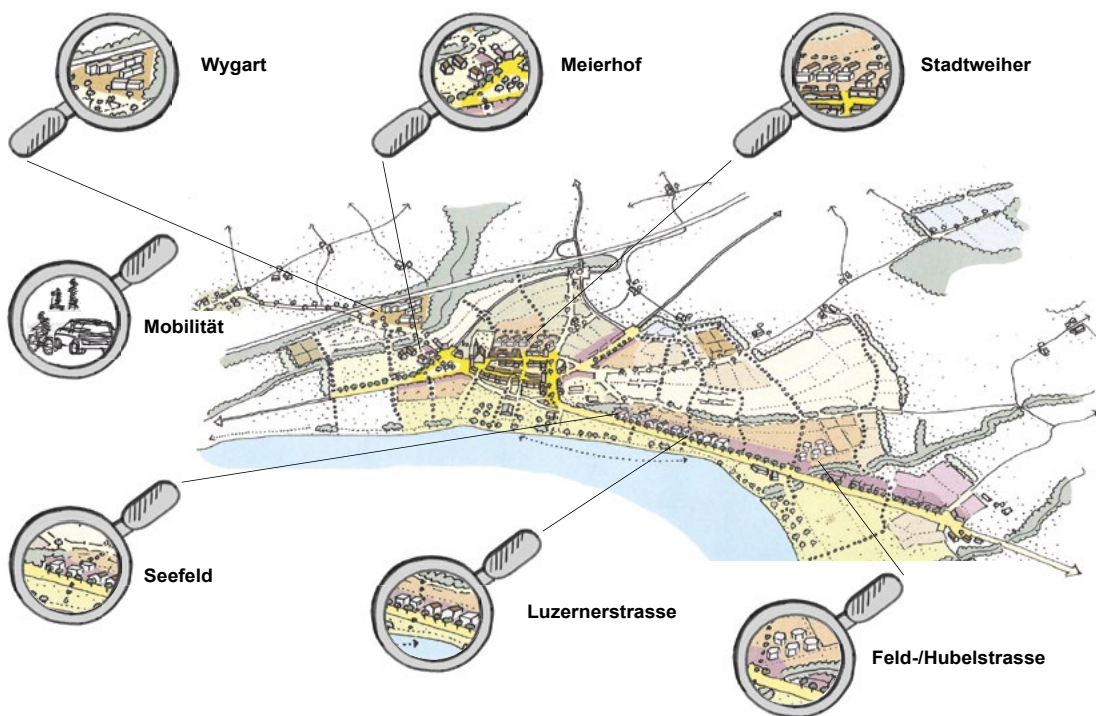 Wygart
Meierhof
Stadtweiher
Mobilität
Seefeld
Luzernerstrasse
Feld-/Hubelstrasse